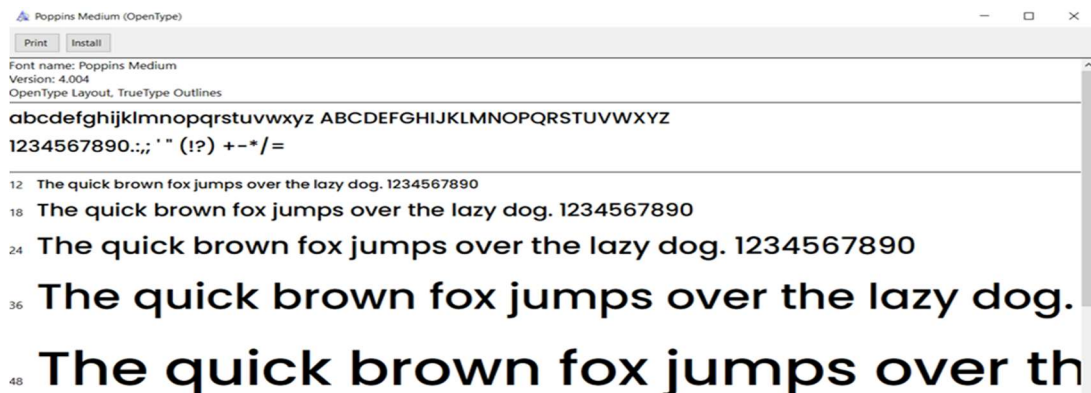 Poppins Medium (OpenType)
Print Install
Font name: Poppins Medium
Version: 4.004
OpenType Layout, TrueType Outlines
abcdefghijklmnopqrstuvwxyz ABCDEFGHIJKLMNOPQRSTUVWXYZ
1234567890.:,; ' " (!?) +-*/=
12 The quick brown fox jumps over the lazy dog. 1234567890
18 The quick brown fox jumps over the lazy dog. 1234567890
24 The quick brown fox jumps over the lazy dog. 1234567890
36 The quick brown fox jumps over the lazy dog.
48 The quick brown fox jumps over th